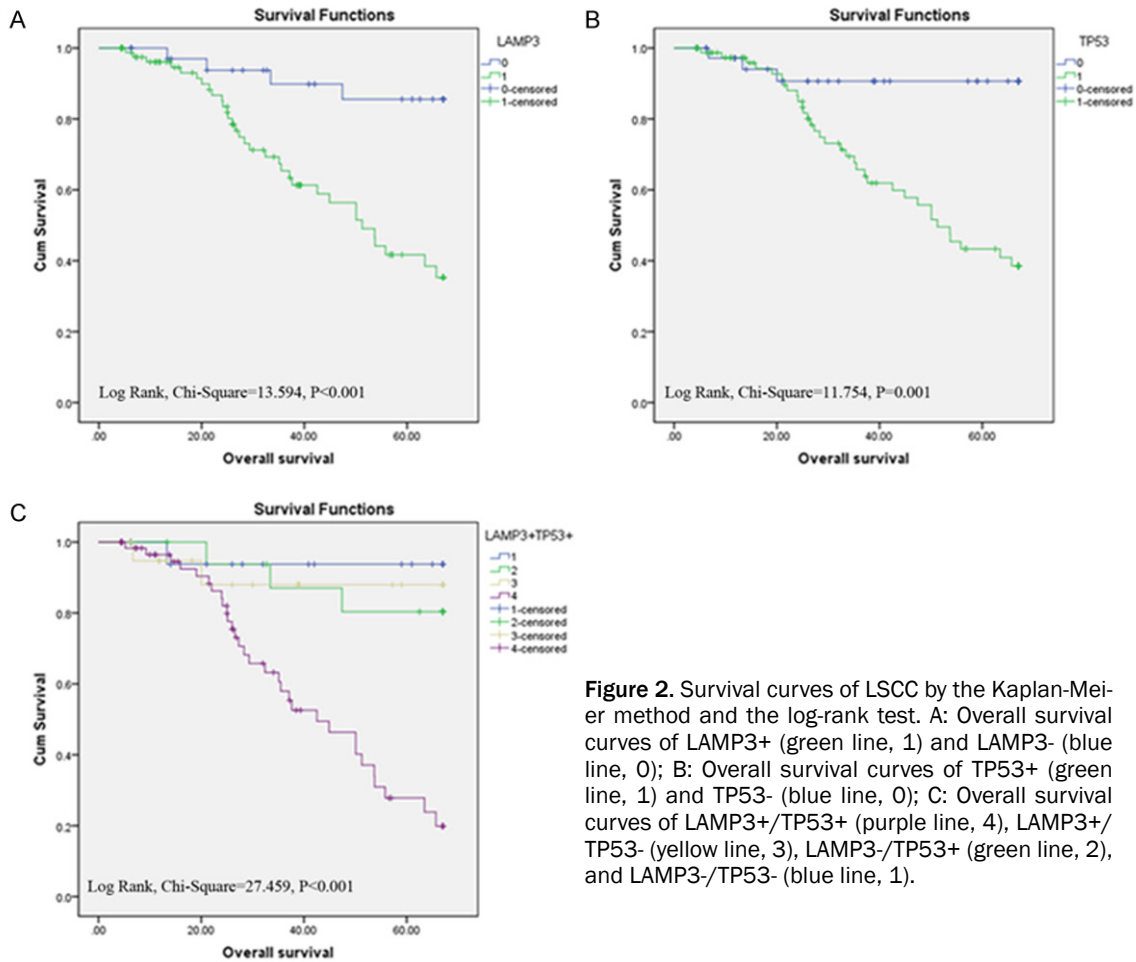 A
Survival Functions
LAMP3
0
1
0-censored
1-censored
Cum Survival
1.0
0.8
0.6
0.4
0.2
0.0
Log Rank, Chi-Square=13.594, P<0.001
.00
20.00
40.00
60.00
Overall survival
B
Survival Functions
TP53
0
1
0-censored
1-censored
Cum Survival
1.0
0.8
0.6
0.4
0.2
0.0
Log Rank, Chi-Square=11.754, P=0.001
.00
20.00
40.00
60.00
Overall survival
C
Survival Functions
LAMP3+TP53+
1
2
3
4
1-censored
2-censored
3-censored
4-censored
Cum Survival
1.0
0.8
0.6
0.4
0.2
0.0
Log Rank, Chi-Square=27.459, P<0.001
.00
20.00
40.00
60.00
Overall survival
Figure 2. Survival curves of LSCC by the Kaplan-Mei-
er method and the log-rank test. A: Overall survival
curves of LAMP3+ (green line, 1) and LAMP3- (blue
line, 0); B: Overall survival curves of TP53+ (green
line, 1) and TP53- (blue line, 0); C: Overall survival
curves of LAMP3+/TP53+ (purple line, 4), LAMP3+/
TP53- (yellow line, 3), LAMP3-/TP53+ (green line, 2),
and LAMP3-/TP53- (blue line, 1).